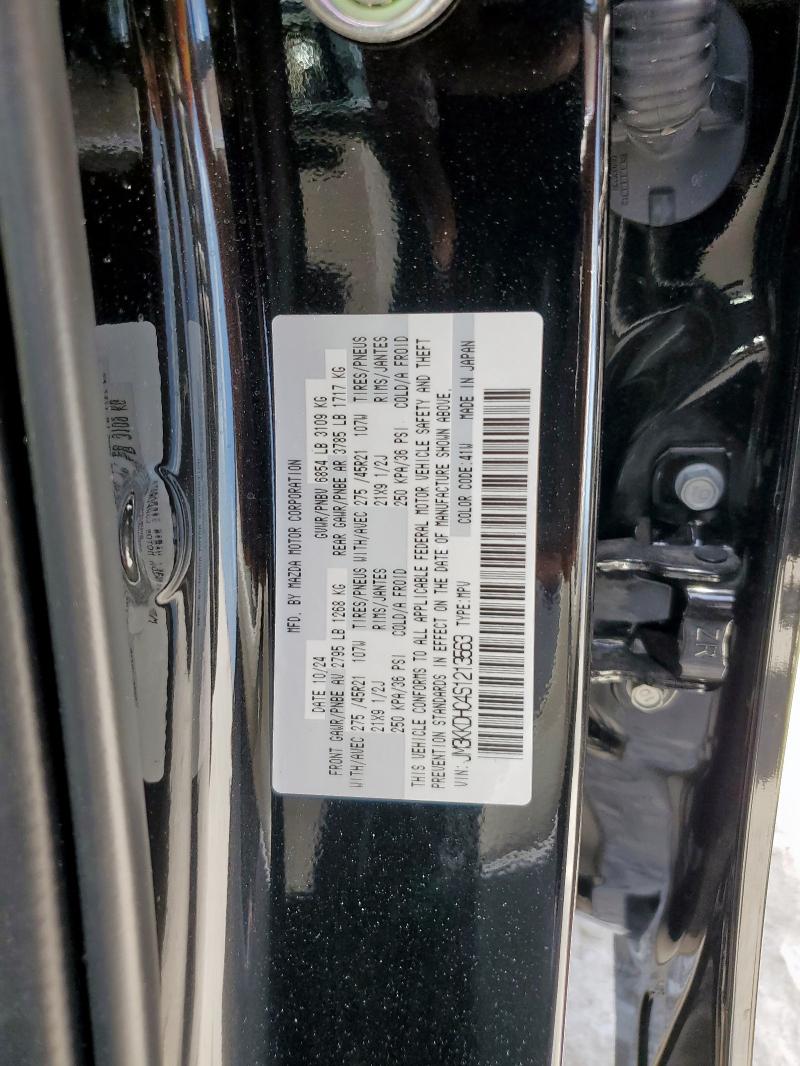 MFD. BY MAZDA MOTOR CORPORATION
DATE 10/24 GVWR/PNBV 6854 LB 3109 KG
FRONT GAWR/PNBE AV 2795 LB 1268 KG REAR GAWR/PNBE AR 3785 LB 1717 KG
WITH/AVEC 275 /45R21 107W TIRES/PNEUS WITH/AVEC 275 /45R21 107W TIRES/PNEUS
21X9 1/2J RIMS/JANTES 21X9 1/2J RIMS/JANTES
250 KPA/36 PSI COLD/A FROID 250 KPA/36 PSI COLD/A FROID
THIS VEHICLE CONFORMS TO ALL APPLICABLE FEDERAL MOTOR VEHICLE SAFETY AND THEFT
PREVENTION STANDARDS IN EFFECT ON THE DATE OF MANUFACTURE SHOWN ABOVE.
VIN:JM3KKDHC4S1213563 TYPE:MPV COLOR CODE:41W MADE IN JAPAN
ZR